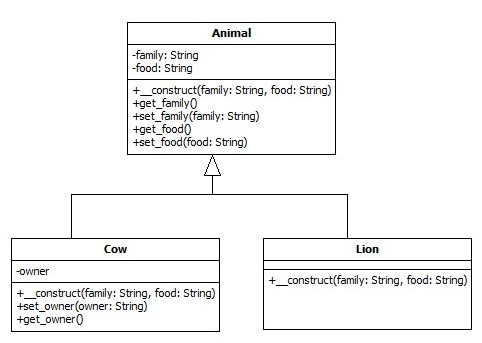 Animal
-family: String
-food: String
+__construct(family: String, food: String)
+get_family()
+set_family(family: String)
+get_food()
+set_food(food: String)
Cow
-owner
+__construct(family: String, food: String)
+set_owner(owner: String)
+get_owner()
Lion
+__construct(family: String, food: String)